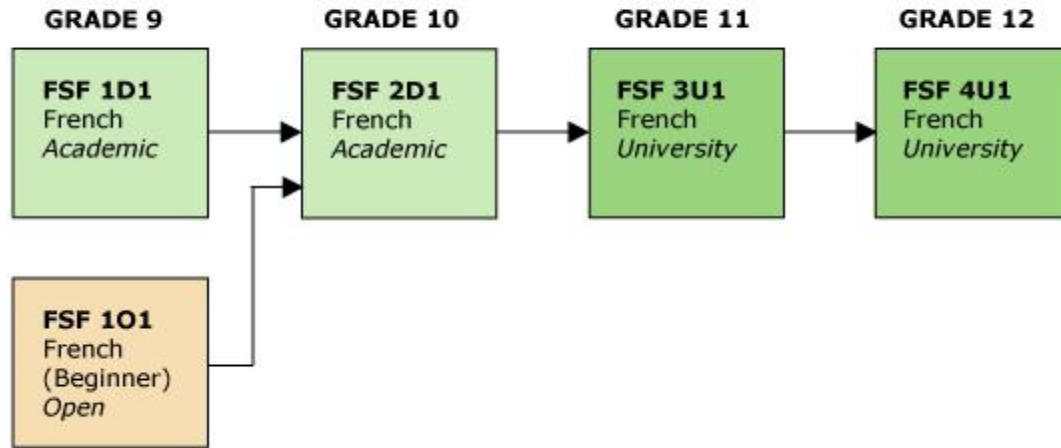 GRADE 9
GRADE 10
GRADE 11
GRADE 12
FSF 1D1
French
Academic
FSF 2D1
French
Academic
FSF 3U1
French
University
FSF 4U1
French
University
FSF 1O1
French
(Beginner)
Open